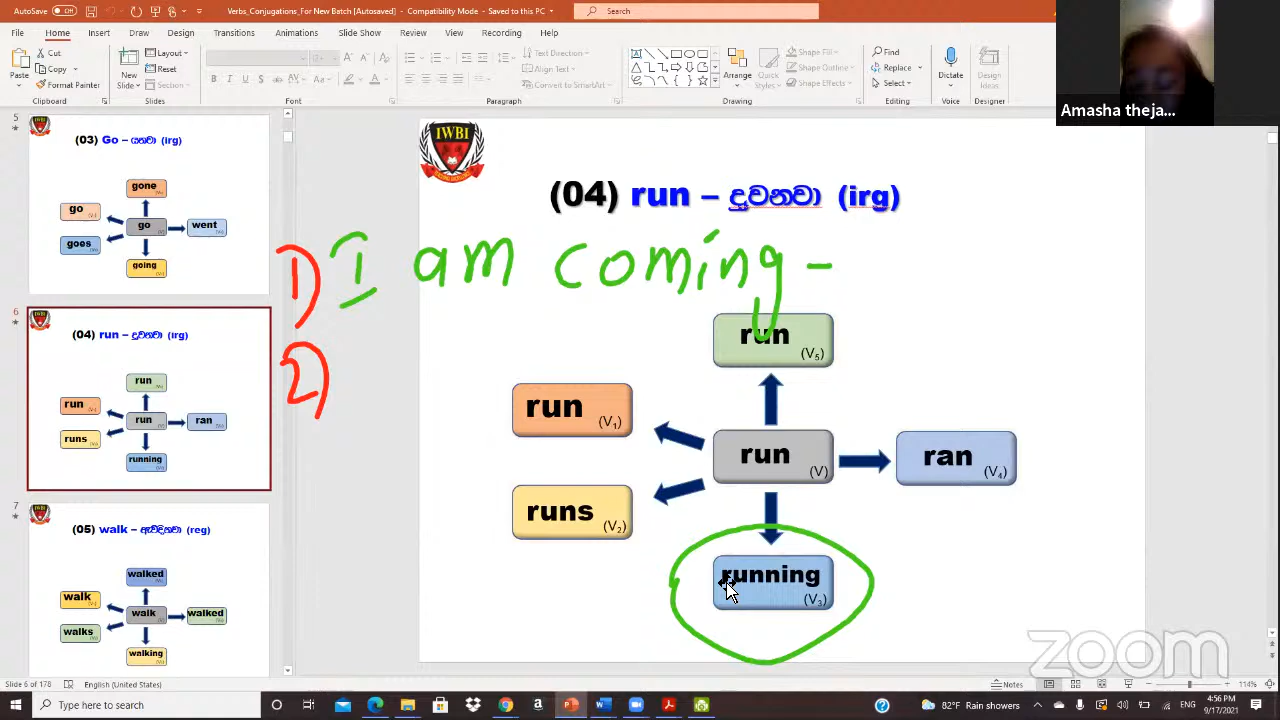 AutoSave Off Verbs_Conjugations_For New Batch [Autosaved] - Compatibility Mode - Saved to this PC Search
File Home Insert Draw Design Transitions Animations Slide Show Review View Recording Help
Cut
Copy
Format Painter
Paste
New Slide
Layout
Reset
Section
Text Direction
Align Text
Convert to SmartArt
Arrange
Quick Styles
Shape Fill
Shape Outline
Shape Effects
Find
Replace
Select
Dictate
Design Ideas
Clipboard Slides Font Paragraph Drawing Editing Voice Designer
Amasha theja...
5
(03) Go – යනවා (irg)
gone
go
go
went
goes
going
6
(04) run – දුවනවා (irg)
run
run
run
ran
runs
running
7
(05) walk – ඇවිදිනවා (reg)
walked
walk
walk
walked
walks
walking
IWBI
(04) run – දුවනවා (irg)
1) I am coming -
2)
run (V5)
run (V1)
run (V)
ran (V4)
runs (V2)
running (V3)
zoom
Slide 6 of 178 English (United States) Notes 114%
Type here to search
82°F Rain showers
4:56 PM
9/17/2021